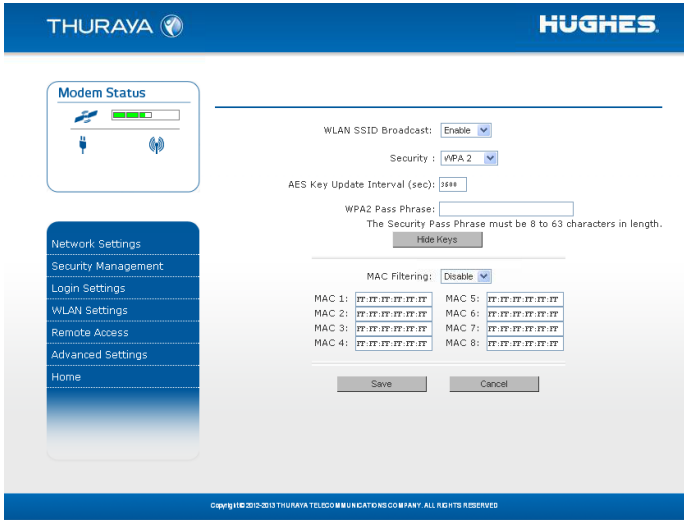 THURAYA
HUGHES.
Modem Status
WLAN SSID Broadcast: Enable
Security : WPA 2
AES Key Update Interval (sec): 3600
WPA2 Pass Phrase:
The Security Pass Phrase must be 8 to 63 characters in length.
Hide Keys
MAC Filtering: Disable
MAC 1: FF:FF:FF:FF:FF:FF MAC 5: FF:FF:FF:FF:FF:FF
MAC 2: FF:FF:FF:FF:FF:FF MAC 6: FF:FF:FF:FF:FF:FF
MAC 3: FF:FF:FF:FF:FF:FF MAC 7: FF:FF:FF:FF:FF:FF
MAC 4: FF:FF:FF:FF:FF:FF MAC 8: FF:FF:FF:FF:FF:FF
Save Cancel
Network Settings
Security Management
Login Settings
WLAN Settings
Remote Access
Advanced Settings
Home
Copyright© 2012-2013 THURAYA TELECOMMUNICATIONS COMPANY. ALL RIGHTS RESERVED